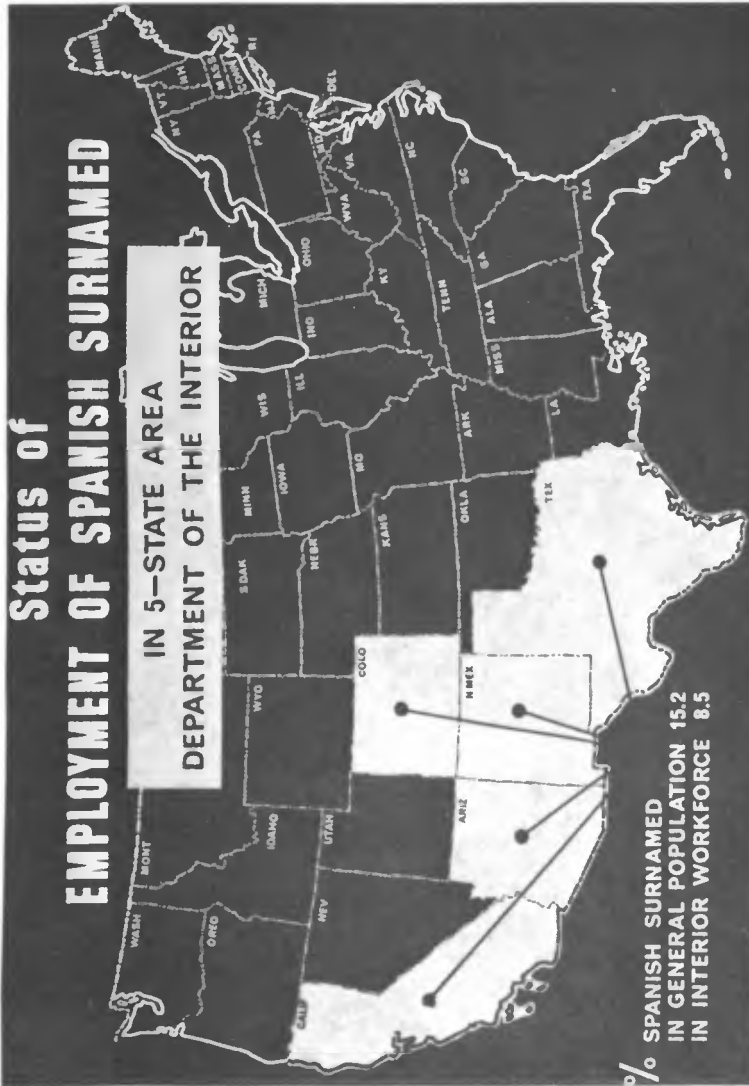 Status of
EMPLOYMENT OF SPANISH SURNAMED
IN 5-STATE AREA
DEPARTMENT OF THE INTERIOR
WASH
MONT
OREG
IDAHO
WYO
NEV
UTAH
CALIF
ARIZ
COLO
N MEX
S DAK
NEBR
KANS
OKLA
TEX
MINN
IOWA
MO
ARK
LA
WIS
ILL
MICH
IND
OHIO
KY
TENN
MISS
ALA
GA
FLA
SC
NC
VA
WVA
PA
MD
DEL
NJ
NY
VT
NH
MASS
CONN
RI
MAINE
% SPANISH SURNAMED
IN GENERAL POPULATION 15.2
IN INTERIOR WORKFORCE 8.5